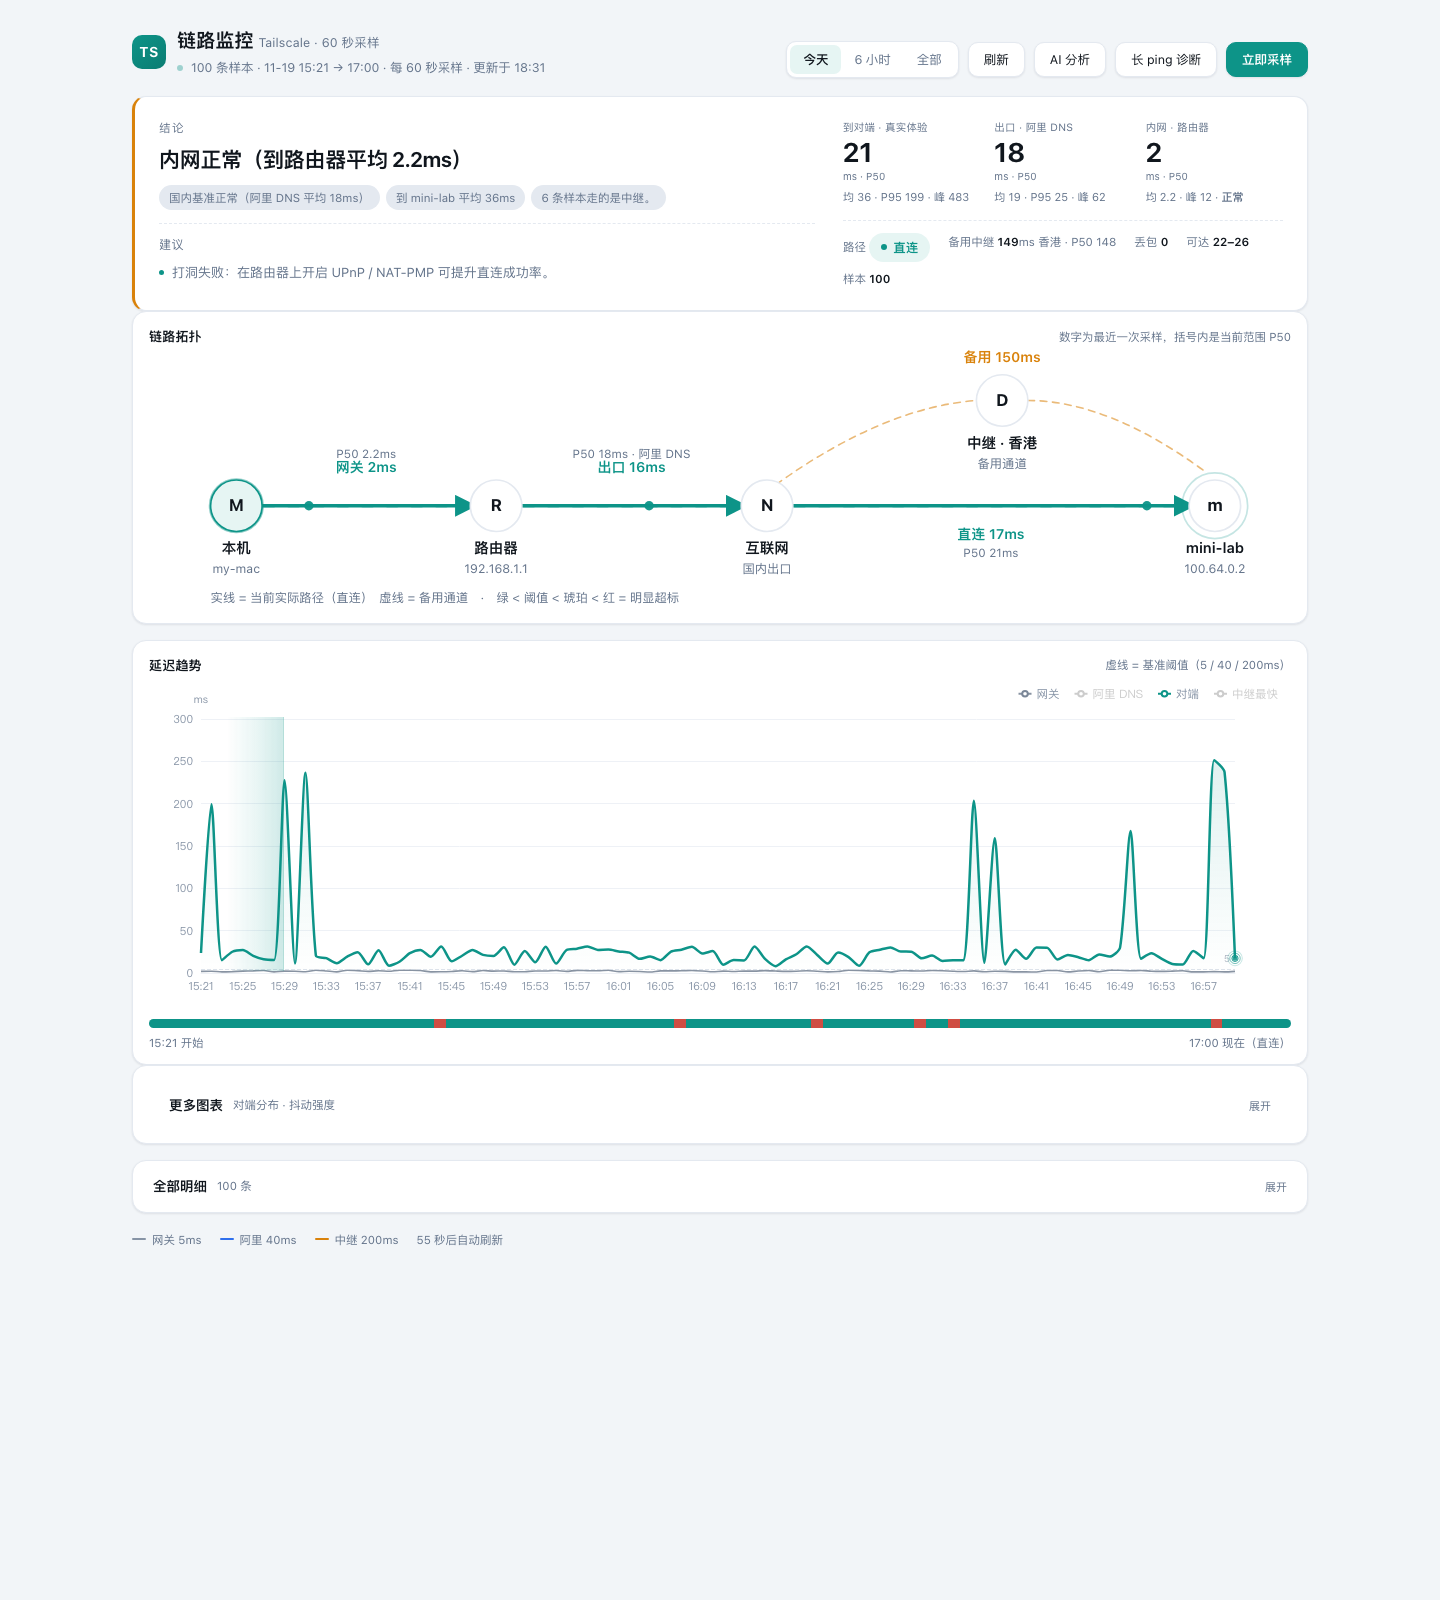 TS
链路监控 Tailscale · 60 秒采样
100 条样本 · 11-19 15:21 → 17:00 · 每 60 秒采样 · 更新于 18:31
今天 6 小时 全部 刷新 AI 分析 长 ping 诊断 立即采样
结论
内网正常（到路由器平均 2.2ms）
国内基准正常（阿里 DNS 平均 18ms） 到 mini-lab 平均 36ms 6 条样本走的是中继。
建议
打洞失败：在路由器上开启 UPnP / NAT-PMP 可提升直连成功率。
到对端 · 真实体验 出口 · 阿里 DNS 内网 · 路由器
21 18 2
ms · P50 ms · P50 ms · P50
均 36 · P95 199 · 峰 483 均 19 · P95 25 · 峰 62 均 2.2 · 峰 12 · 正常
路径 直连 备用中继 149ms 香港 · P50 148 丢包 0 可达 22–26
样本 100
链路拓扑 数字为最近一次采样，括号内是当前范围 P50
备用 150ms
D
中继 · 香港
备用通道
P50 2.2ms P50 18ms · 阿里 DNS
网关 2ms 出口 16ms
M R N m
直连 17ms
P50 21ms
本机 路由器 互联网 mini-lab
my-mac 192.168.1.1 国内出口 100.64.0.2
实线 = 当前实际路径（直连） 虚线 = 备用通道 · 绿 < 阈值 < 琥珀 < 红 = 明显超标
延迟趋势 虚线 = 基准阈值（5 / 40 / 200ms）
网关 阿里 DNS 对端 中继最快
ms
300
250
200
150
100
50
0
5
15:21 15:25 15:29 15:33 15:37 15:41 15:45 15:49 15:53 15:57 16:01 16:05 16:09 16:13 16:17 16:21 16:25 16:29 16:33 16:37 16:41 16:45 16:49 16:53 16:57
15:21 开始 17:00 现在（直连）
更多图表 对端分布 · 抖动强度 展开
全部明细 100 条 展开
网关 5ms 阿里 40ms 中继 200ms 55 秒后自动刷新